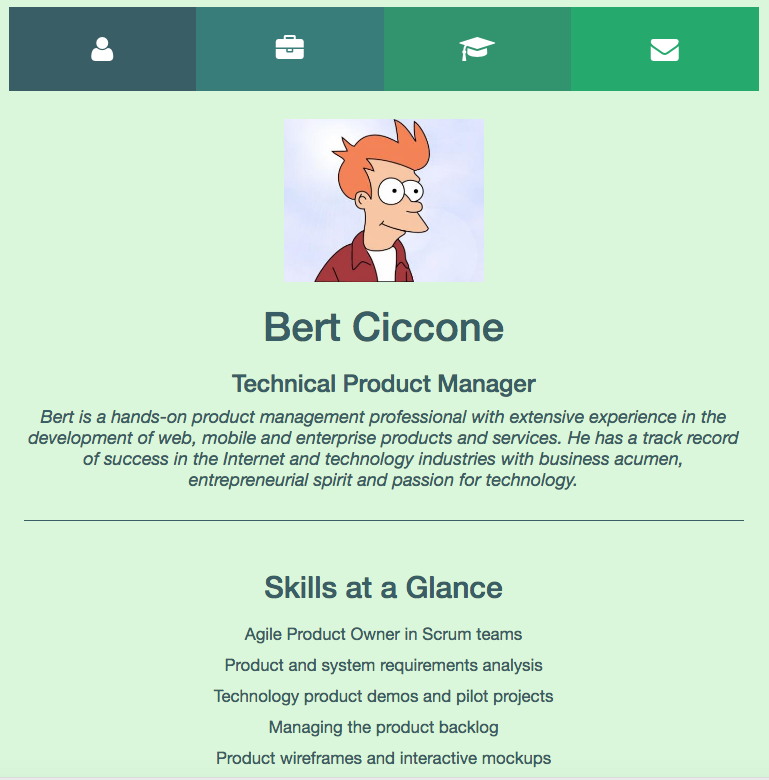 Bert Ciccone
Technical Product Manager
Bert is a hands-on product management professional with extensive experience in the
development of web, mobile and enterprise products and services. He has a track record
of success in the Internet and technology industries with business acumen,
entrepreneurial spirit and passion for technology.
Skills at a Glance
Agile Product Owner in Scrum teams
Product and system requirements analysis
Technology product demos and pilot projects
Managing the product backlog
Product wireframes and interactive mockups